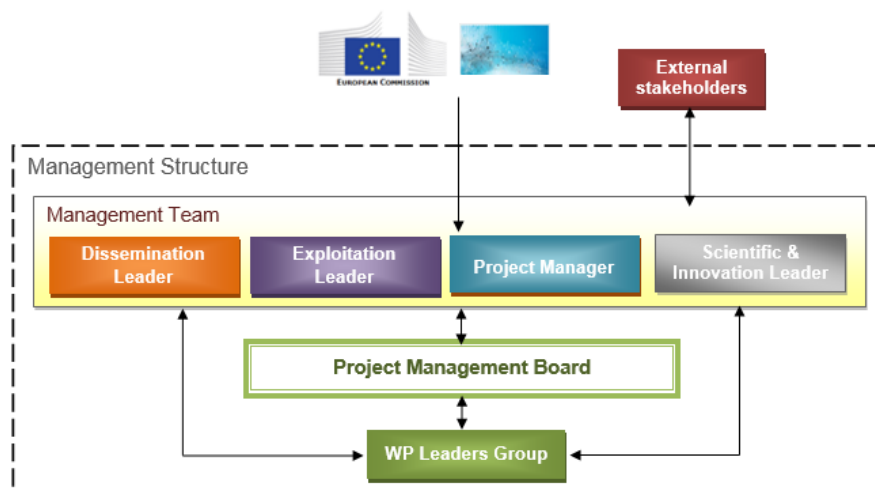 EUROPEAN COMMISSION
External
stakeholders
Management Structure
Management Team
Dissemination
Leader
Exploitation
Leader
Project Manager
Scientific &
Innovation Leader
Project Management Board
WP Leaders Group